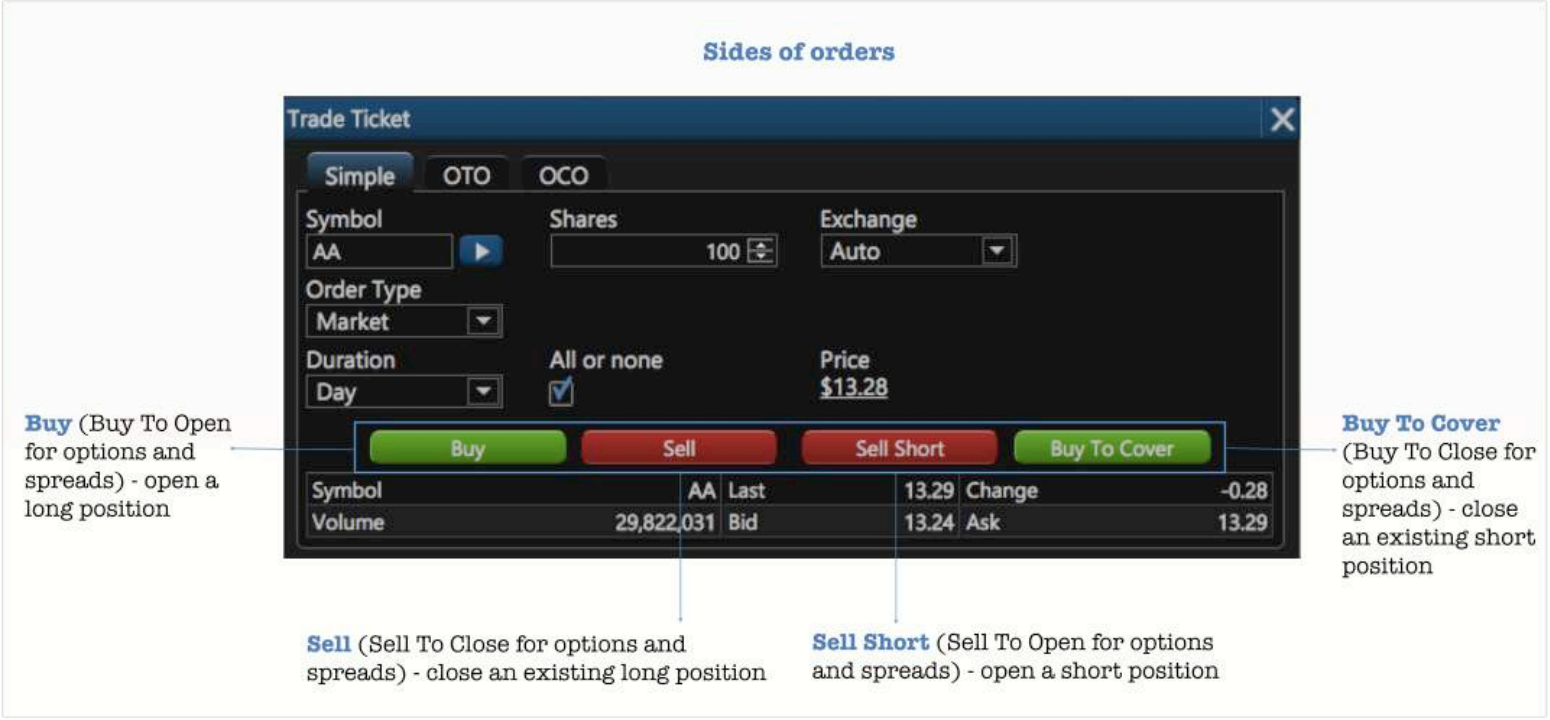 Sides of orders
Trade Ticket
Simple OTO OCO
Symbol Shares Exchange
AA 100 Auto
Order Type
Market
Duration All or none Price
Day $13.28
Buy Sell Sell Short Buy To Cover
Symbol AA Last 13.29 Change -0.28
Volume 29,822,031 Bid 13.24 Ask 13.29
Buy (Buy To Open
for options and
spreads) - open a
long position
Buy To Cover
(Buy To Close for
options and
spreads) - close
an existing short
position
Sell (Sell To Close for options and
spreads) - close an existing long position
Sell Short (Sell To Open for options
and spreads) - open a short position